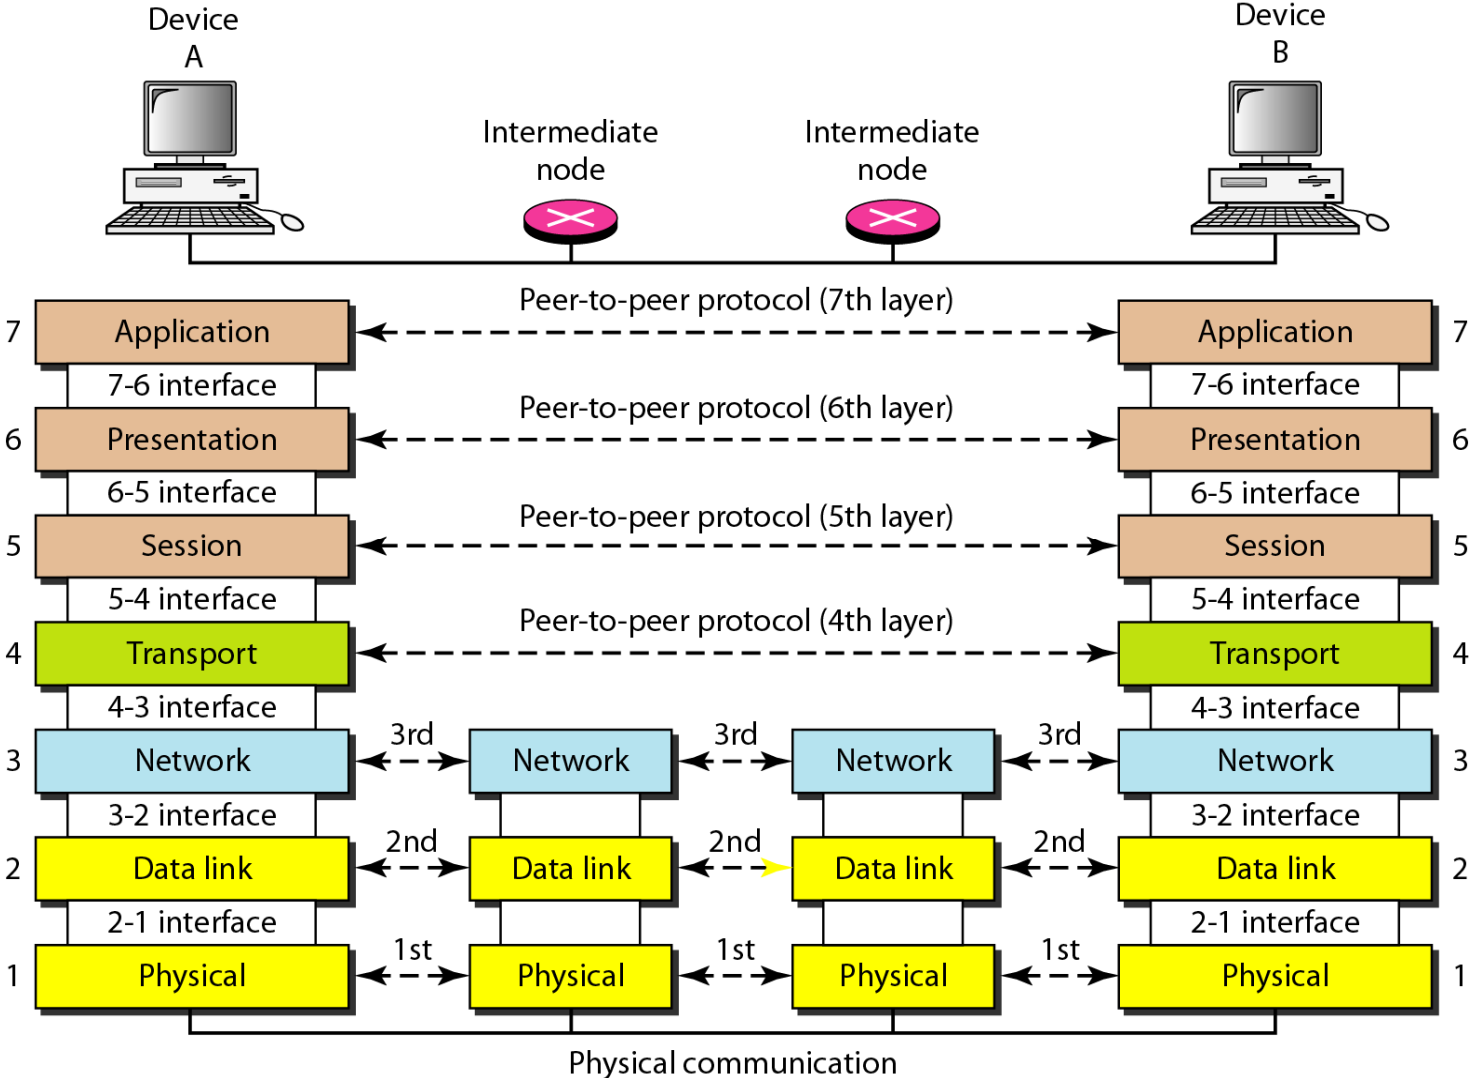 Device
A
Device
B
Intermediate
node
Intermediate
node
Peer-to-peer protocol (7th layer)
7 Application Application 7
7-6 interface 7-6 interface
Peer-to-peer protocol (6th layer)
6 Presentation Presentation 6
6-5 interface 6-5 interface
Peer-to-peer protocol (5th layer)
5 Session Session 5
5-4 interface 5-4 interface
Peer-to-peer protocol (4th layer)
4 Transport Transport 4
4-3 interface 4-3 interface
3rd 3rd 3rd
3 Network Network Network Network 3
3-2 interface 3-2 interface
2nd 2nd 2nd
2 Data link Data link Data link Data link 2
2-1 interface 2-1 interface
1st 1st 1st
1 Physical Physical Physical Physical 1
Physical communication